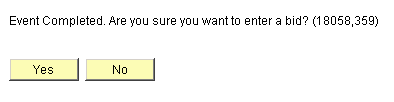 Event Completed. Are you sure you want to enter a bid? (18058,359)
Yes No